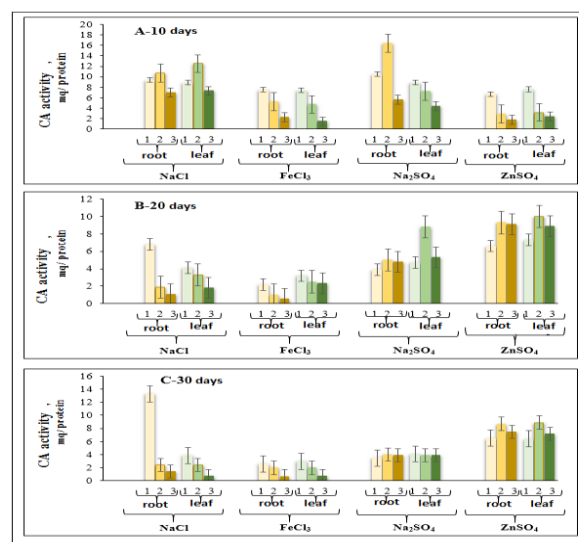 A-10 days
CA activity ,
mq/ protein
20
18
16
14
12
10
8
6
4
2
0
1 2 3 1 2 3 1 2 3 1 2 3 1 2 3 1 2 3 1 2 3 1 2 3
root leaf root leaf root leaf root leaf
NaCl FeCl₃ Na₂SO₄ ZnSO₄
B-20 days
CA activity ,
mq/ protein
12
10
8
6
4
2
0
1 2 3 1 2 3 1 2 3 1 2 3 1 2 3 1 2 3 1 2 3 1 2 3
root leaf root leaf root leaf root leaf
NaCl FeCl₃ Na₂SO₄ ZnSO₄
C-30 days
CA activity ,
mq/ protein
16
14
12
10
8
6
4
2
0
1 2 3 1 2 3 1 2 3 1 2 3 1 2 3 1 2 3 1 2 3 1 2 3
root leaf root leaf root leaf root leaf
NaCl FeCl₃ Na₂SO₄ ZnSO₄